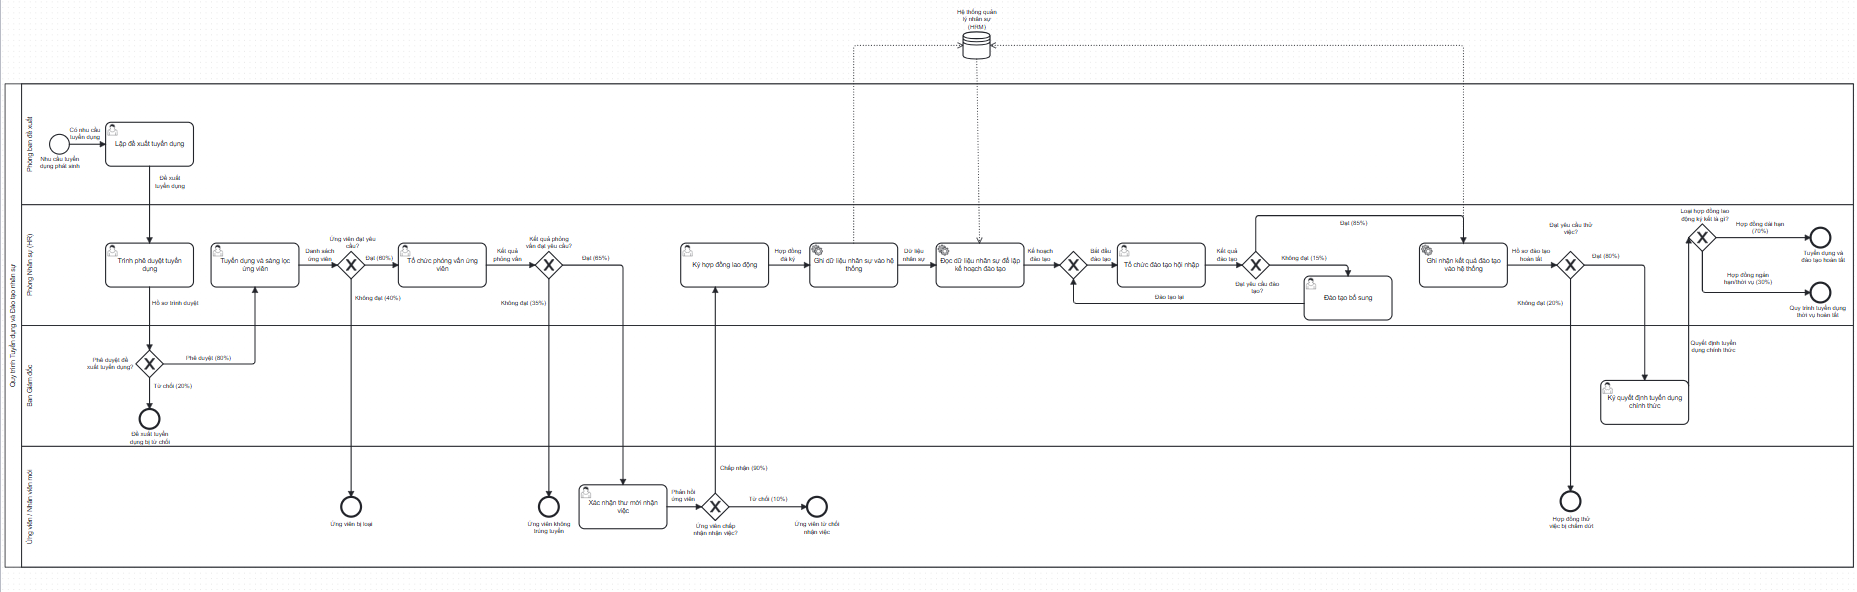 Hệ thống quản
lý nhân sự
(HRM)
Quy trình Tuyển dụng và Đào tạo nhân sự
Phòng ban đề xuất
Có nhu cầu
tuyển dụng
Nhu cầu tuyển
dụng phát sinh
Lập đề xuất tuyển dụng
Đề xuất
tuyển dụng
Phòng Nhân sự (HR)
Trình phê duyệt tuyển
dụng
Hồ sơ trình duyệt
Tuyển dụng và sàng lọc
ứng viên
Danh sách
ứng viên
Ứng viên đạt yêu
cầu?
Đạt (60%)
Không đạt (40%)
Tổ chức phỏng vấn ứng
viên
Kết quả
phỏng vấn
Kết quả phỏng
vấn đạt yêu cầu?
Đạt (65%)
Không đạt (35%)
Ký hợp đồng lao động
Hợp đồng
đã ký
Ghi dữ liệu nhân sự vào hệ
thống
Dữ liệu
nhân sự
Đọc dữ liệu nhân sự để lập
kế hoạch đào tạo
Kế hoạch
đào tạo
Bắt đầu
đào tạo
Tổ chức đào tạo hội nhập
Kết quả
đào tạo
Đạt yêu cầu đào
tạo?
Đạt (85%)
Không đạt (15%)
Đào tạo bổ sung
Đào tạo lại
Ghi nhận kết quả đào tạo
vào hệ thống
Hồ sơ đào tạo
hoàn tất
Đạt yêu cầu thử
việc?
Đạt (80%)
Không đạt (20%)
Loại hợp đồng lao
động ký kết là gì?
Hợp đồng dài hạn
(70%)
Tuyển dụng và
đào tạo hoàn tất
Hợp đồng ngắn
hạn/thời vụ (30%)
Quy trình tuyển dụng
thời vụ hoàn tất
Ban Giám đốc
Phê duyệt đề
xuất tuyển dụng?
Phê duyệt (80%)
Từ chối (20%)
Đề xuất tuyển
dụng bị từ chối
Quyết định tuyển
dụng chính thức
Ký quyết định tuyển dụng
chính thức
Ứng viên / Nhân viên mới
Ứng viên bị loại
Ứng viên không
trúng tuyển
Xác nhận thư mời nhận
việc
Phản hồi
ứng viên
Chấp nhận (90%)
Ứng viên chấp
nhận nhận việc?
Từ chối (10%)
Ứng viên từ chối
nhận việc
Hợp đồng thử
việc bị chấm dứt